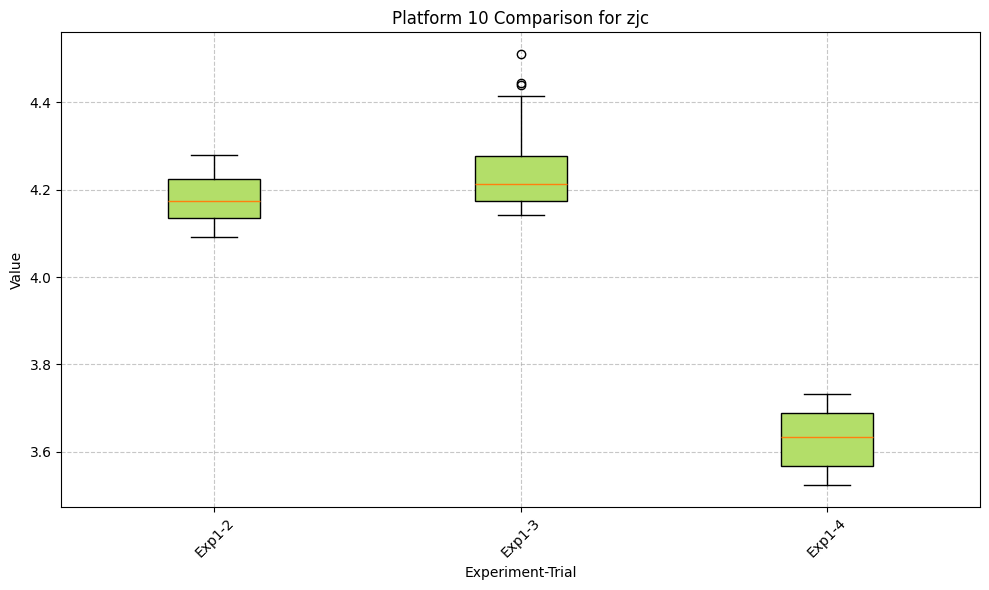 Platform 10 Comparison for zjc
Value
4.4
4.2
4.0
3.8
3.6
Exp1-2
Exp1-3
Exp1-4
Experiment-Trial